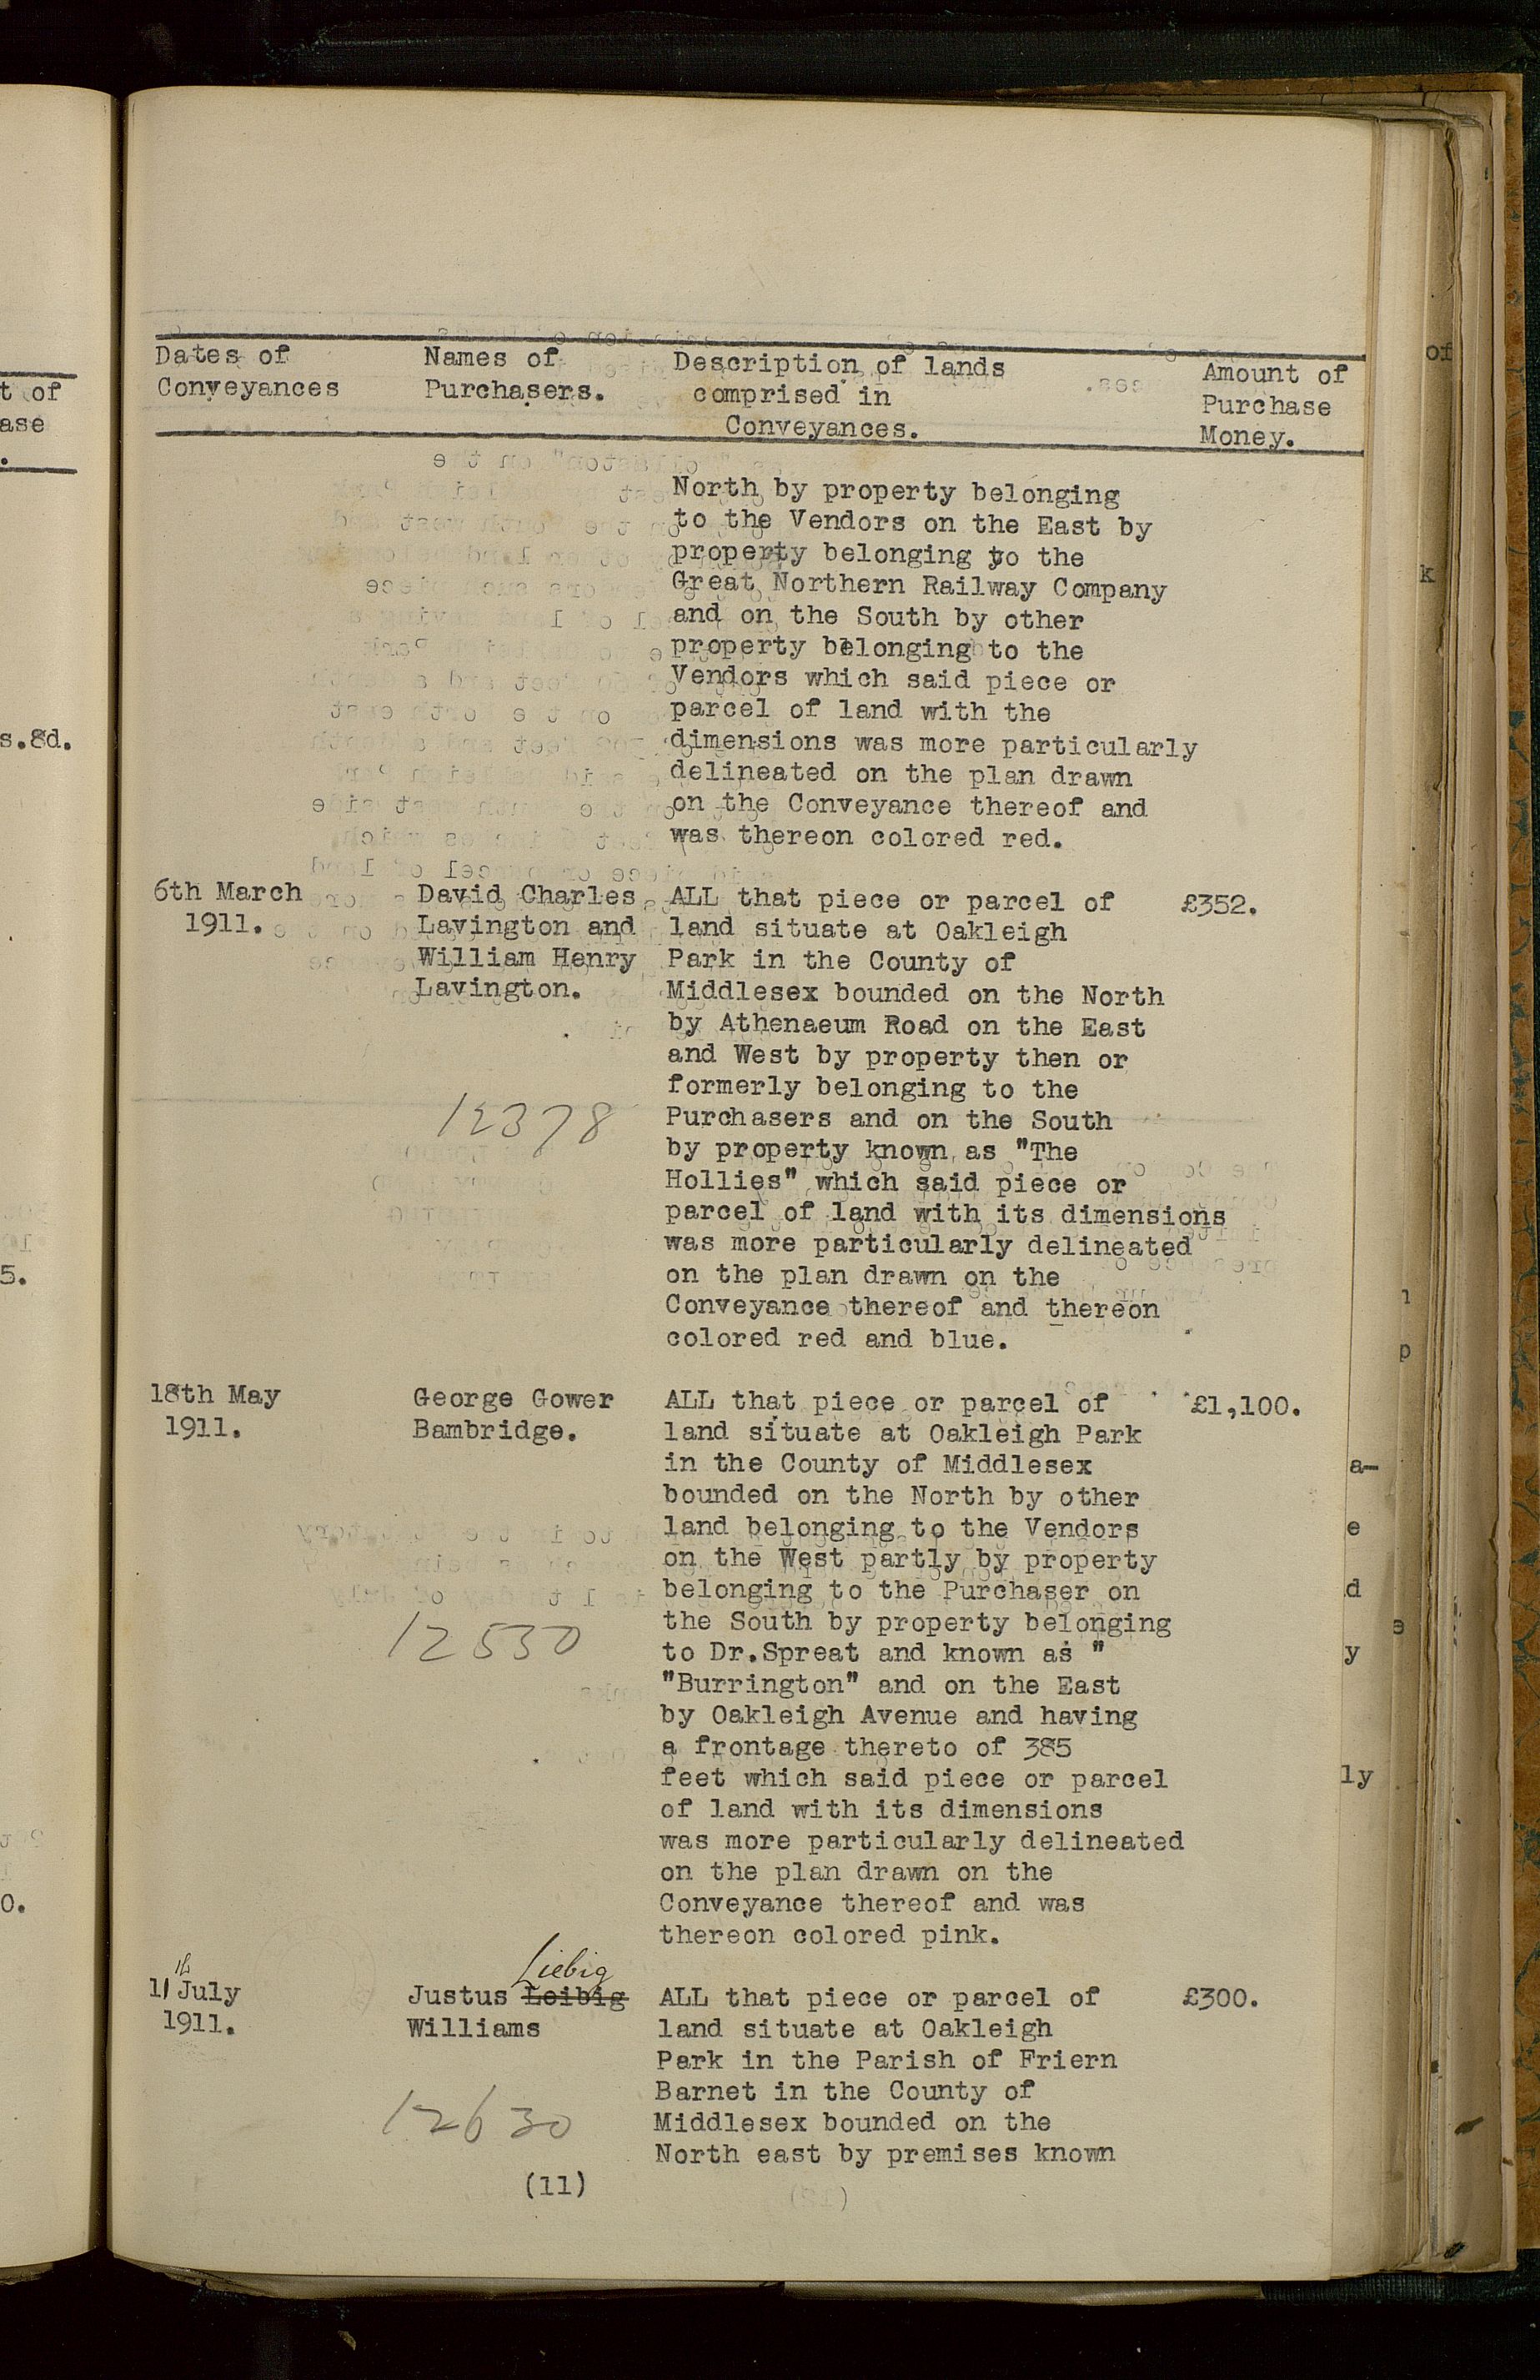 Dates of Conveyances
Names of Purchasers.
Description of lands comprised in Conveyances.
Amount of Purchase Money.
North by property belonging
to the Vendors on the East by
property belonging to the
Great Northern Railway Company
and on the South by other
property belonging to the
Vendors which said piece or
parcel of land with the
dimensions was more particularly
delineated on the plan drawn
on the Conveyance thereof and
was thereon colored red.
6th March
1911.
David Charles
Lavington and
William Henry
Lavington.
12378
ALL that piece or parcel of
land situate at Oakleigh
Park in the County of
Middlesex bounded on the North
by Athenaeum Road on the East
and West by property then or
formerly belonging to the
Purchasers and on the South
by property known as "The
Hollies" which said piece or
parcel of land with its dimensions
was more particularly delineated
on the plan drawn on the
Conveyance thereof and thereon
colored red and blue.
£352.
18th May
1911.
George Gower
Bambridge.
12530
ALL that piece or parcel of
land situate at Oakleigh Park
in the County of Middlesex
bounded on the North by other
land belonging to the Vendors
on the West partly by property
belonging to the Purchaser on
the South by property belonging
to Dr.Spreat and known as "
"Burrington" and on the East
by Oakleigh Avenue and having
a frontage thereto of 385
feet which said piece or parcel
of land with its dimensions
was more particularly delineated
on the plan drawn on the
Conveyance thereof and was
thereon colored pink.
£1,100.
11th July
1911.
Liebig
Justus Leibig
Williams
12630
ALL that piece or parcel of
land situate at Oakleigh
Park in the Parish of Friern
Barnet in the County of
Middlesex bounded on the
North east by premises known
£300.
(11)
t of
ase
s.8d.
5.
0.
of
k
p
a-
e
d
e
y
ly